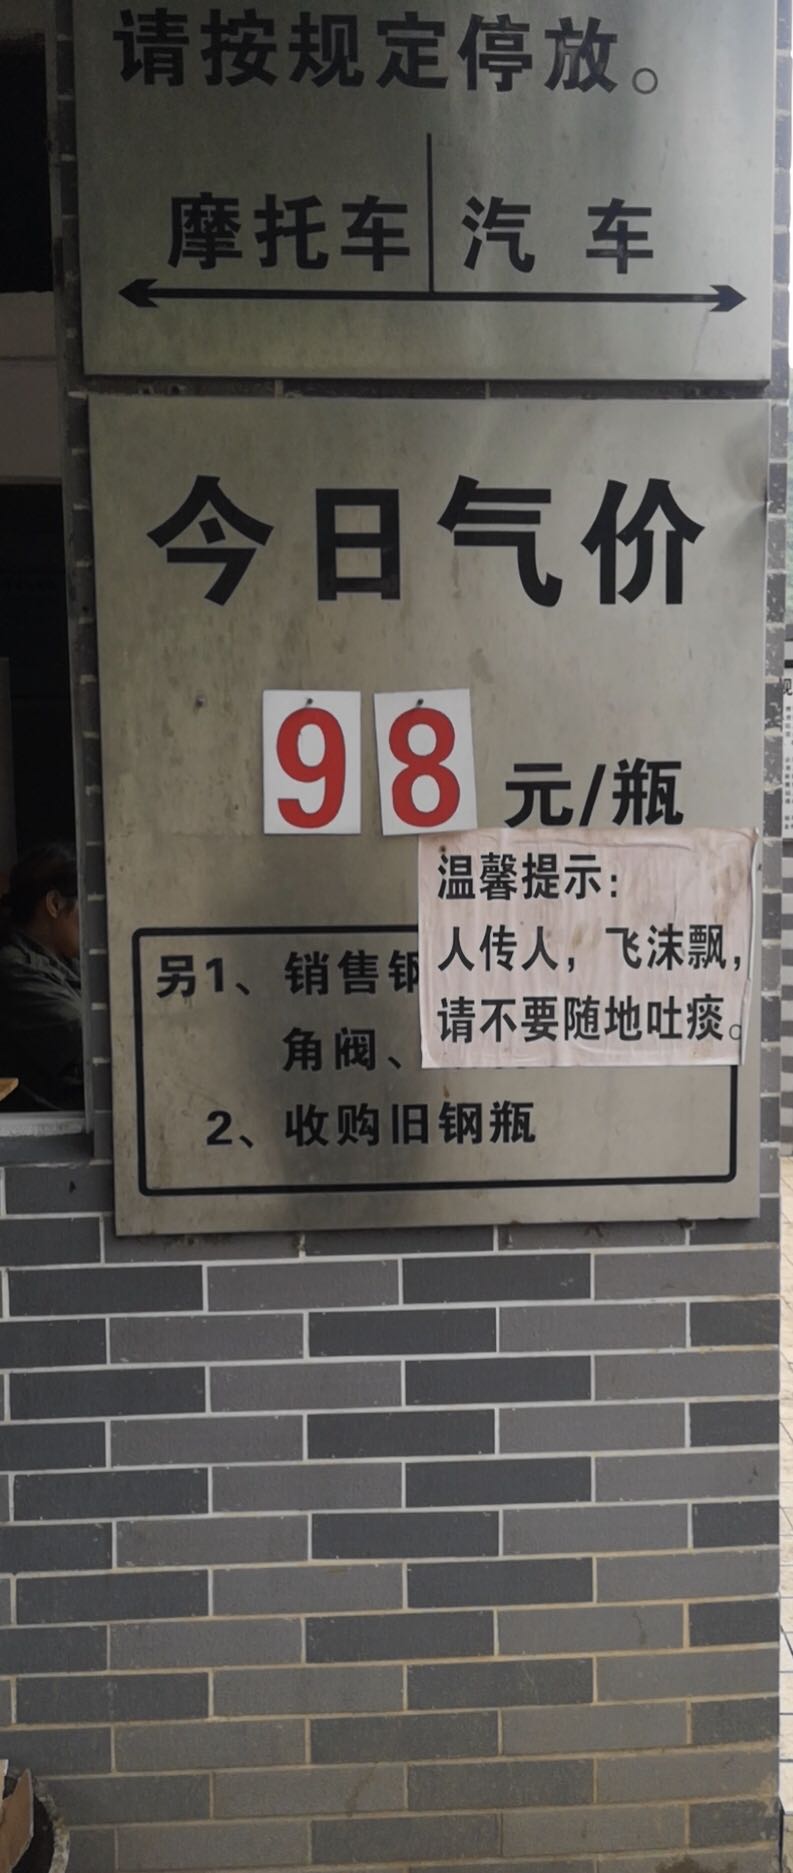 请按规定停放。
摩托车 汽车
今日气价
98 元/瓶
温馨提示：
人传人，飞沫飘，
请不要随地吐痰。
另1、销售钢
角阀、
2、收购旧钢瓶